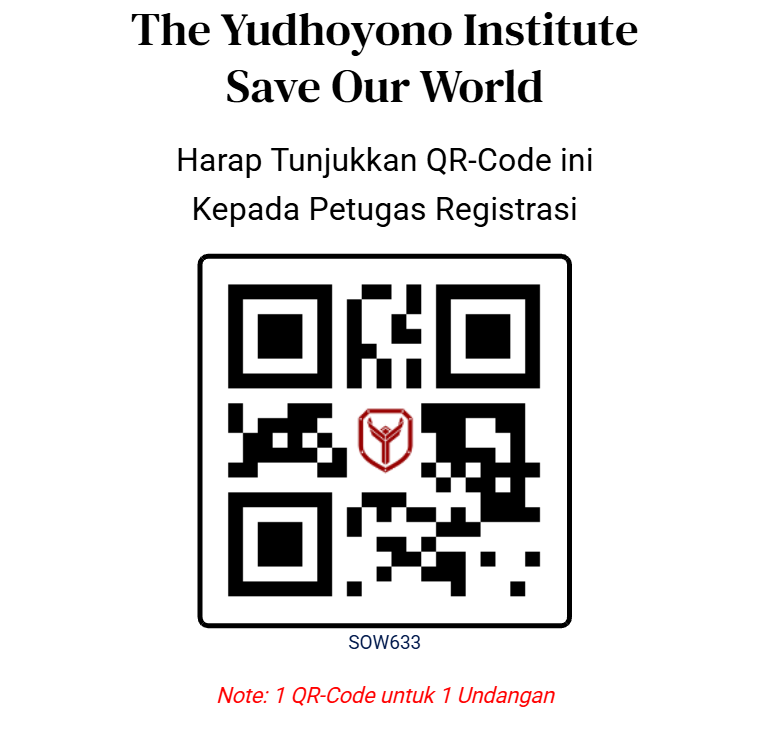 The Yudhoyono Institute
Save Our World
Harap Tunjukkan QR-Code ini
Kepada Petugas Registrasi
SOW633
Note: 1 QR-Code untuk 1 Undangan